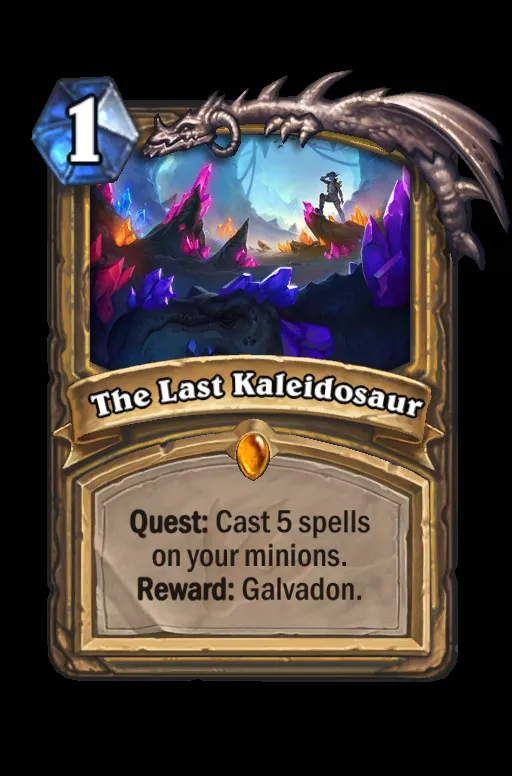 1
The Last Kaleidosaur
Quest: Cast 5 spells
on your minions.
Reward: Galvadon.